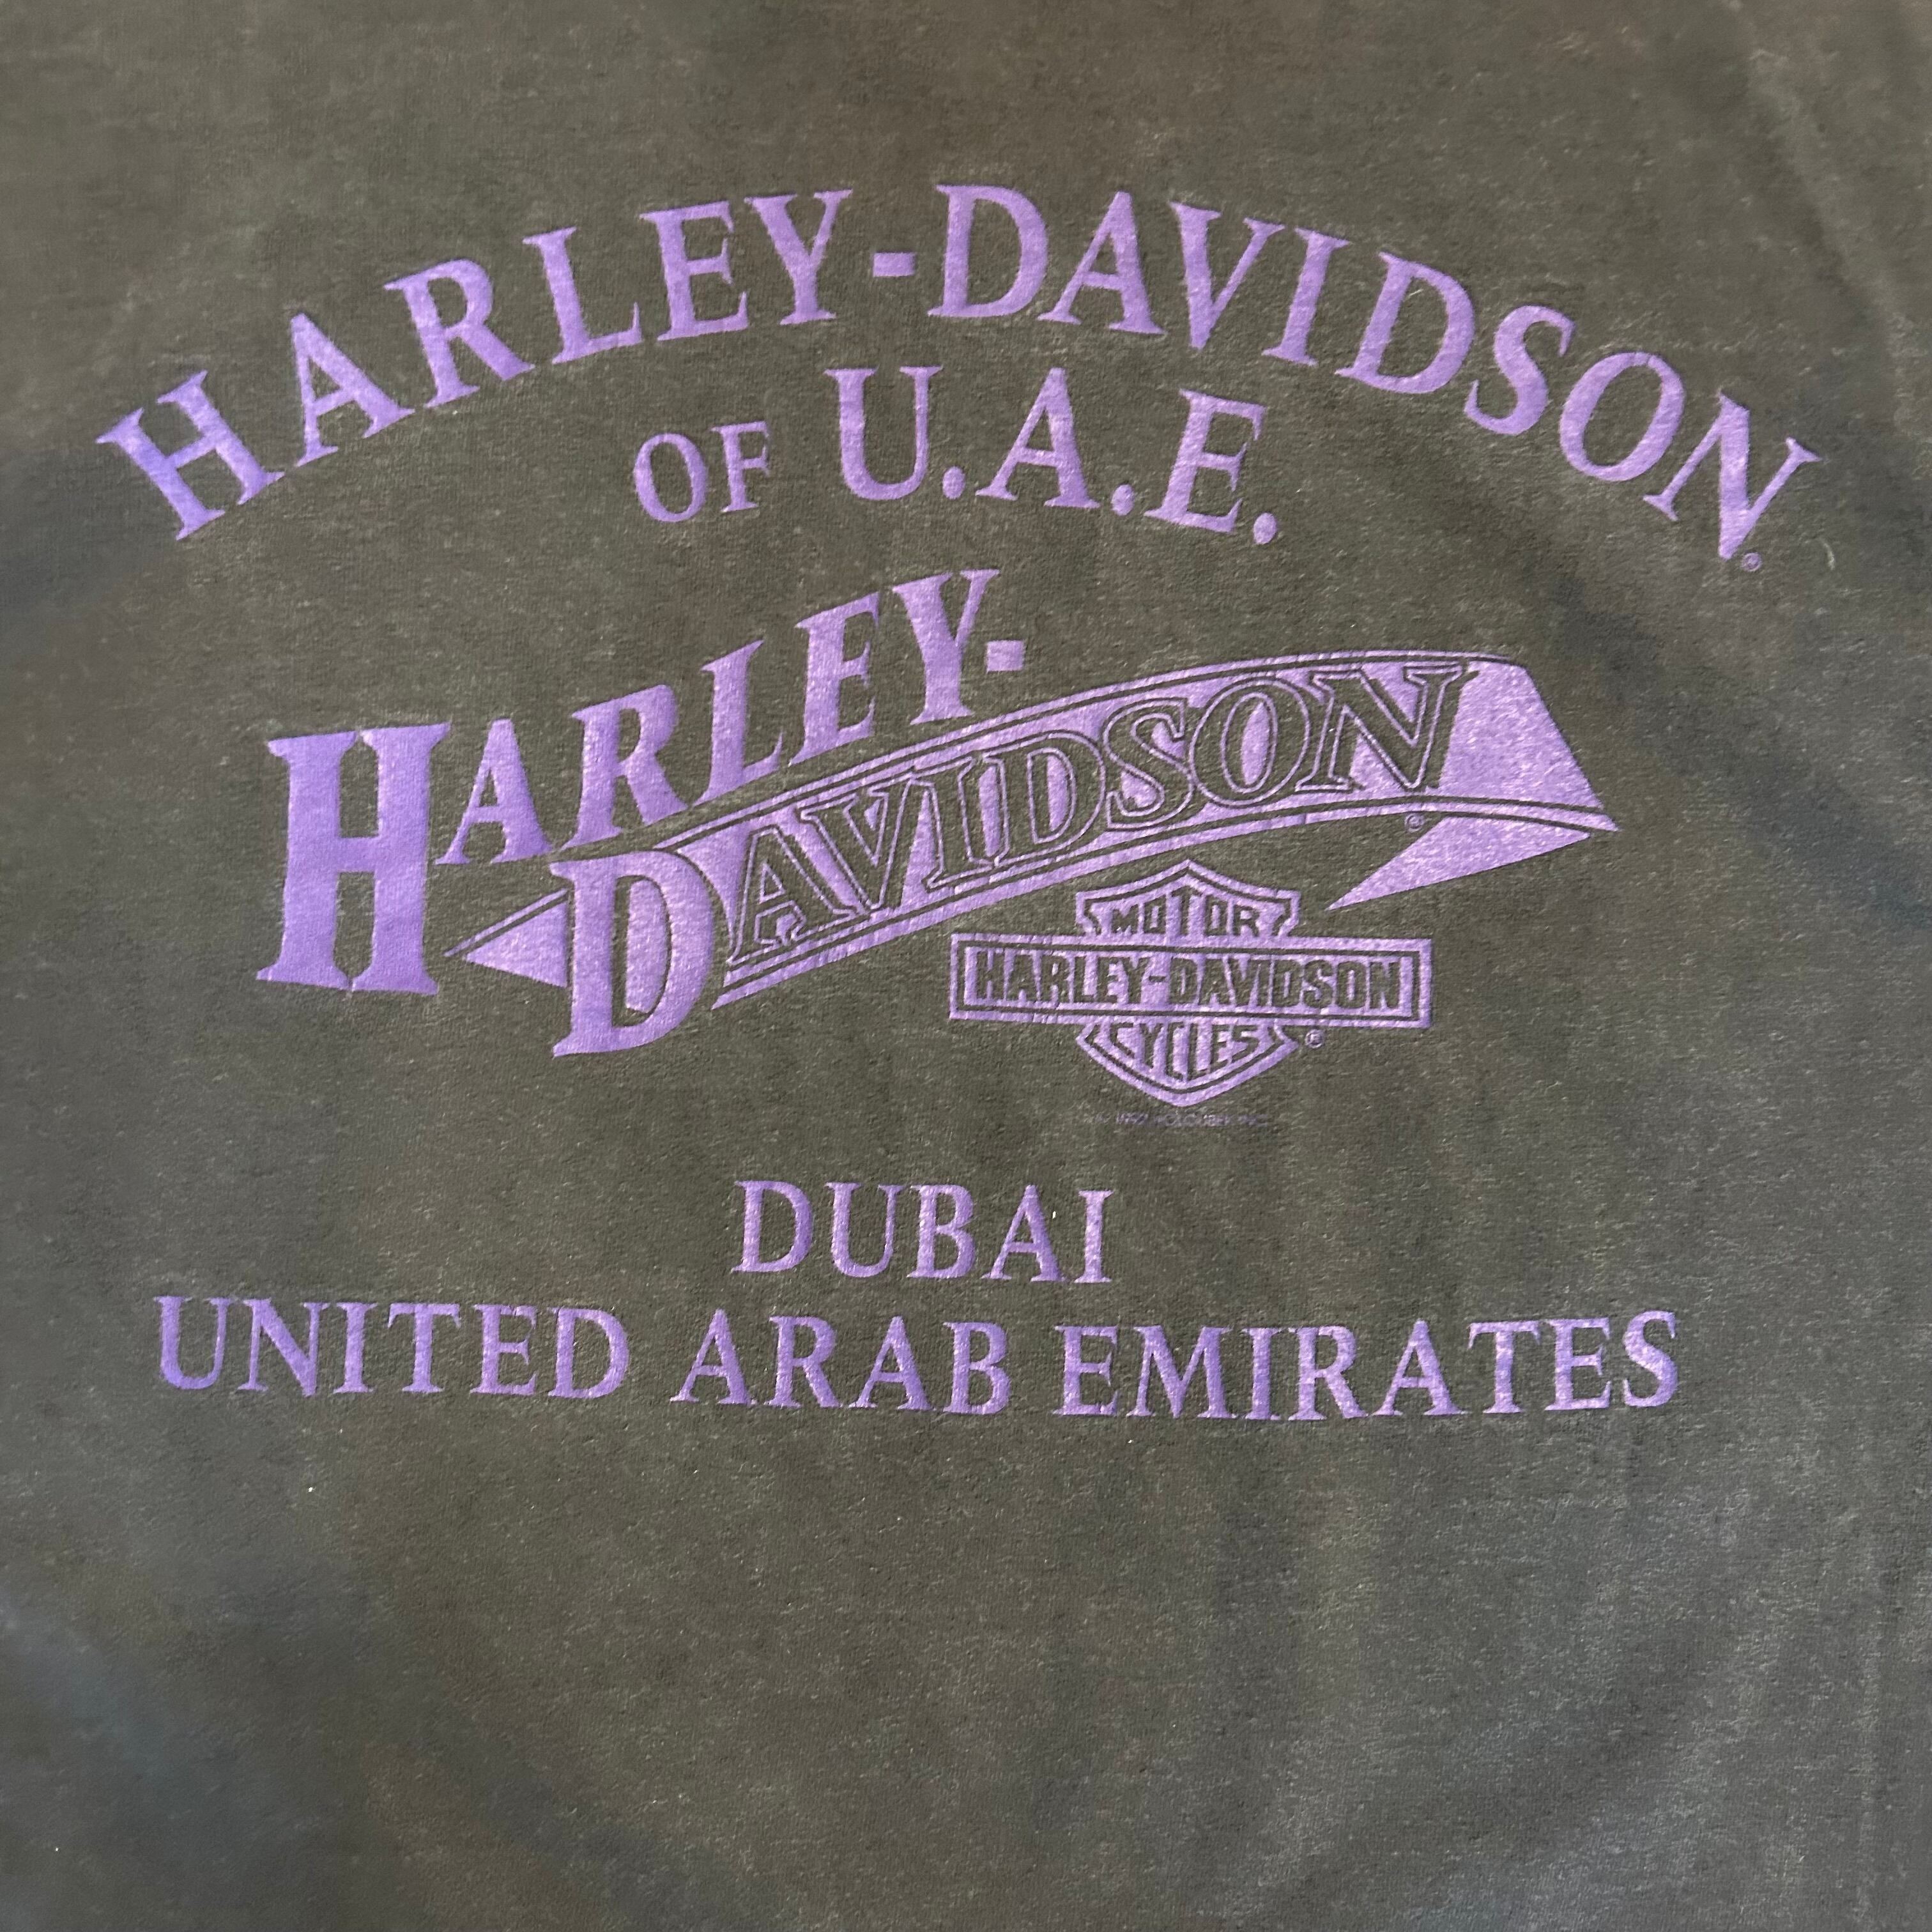 HARLEY-DAVIDSON®
OF U.A.E.
HARLEY-
DAVIDSON®
MOTOR
HARLEY-DAVIDSON
CYCLES®
DUBAI
UNITED ARAB EMIRATES